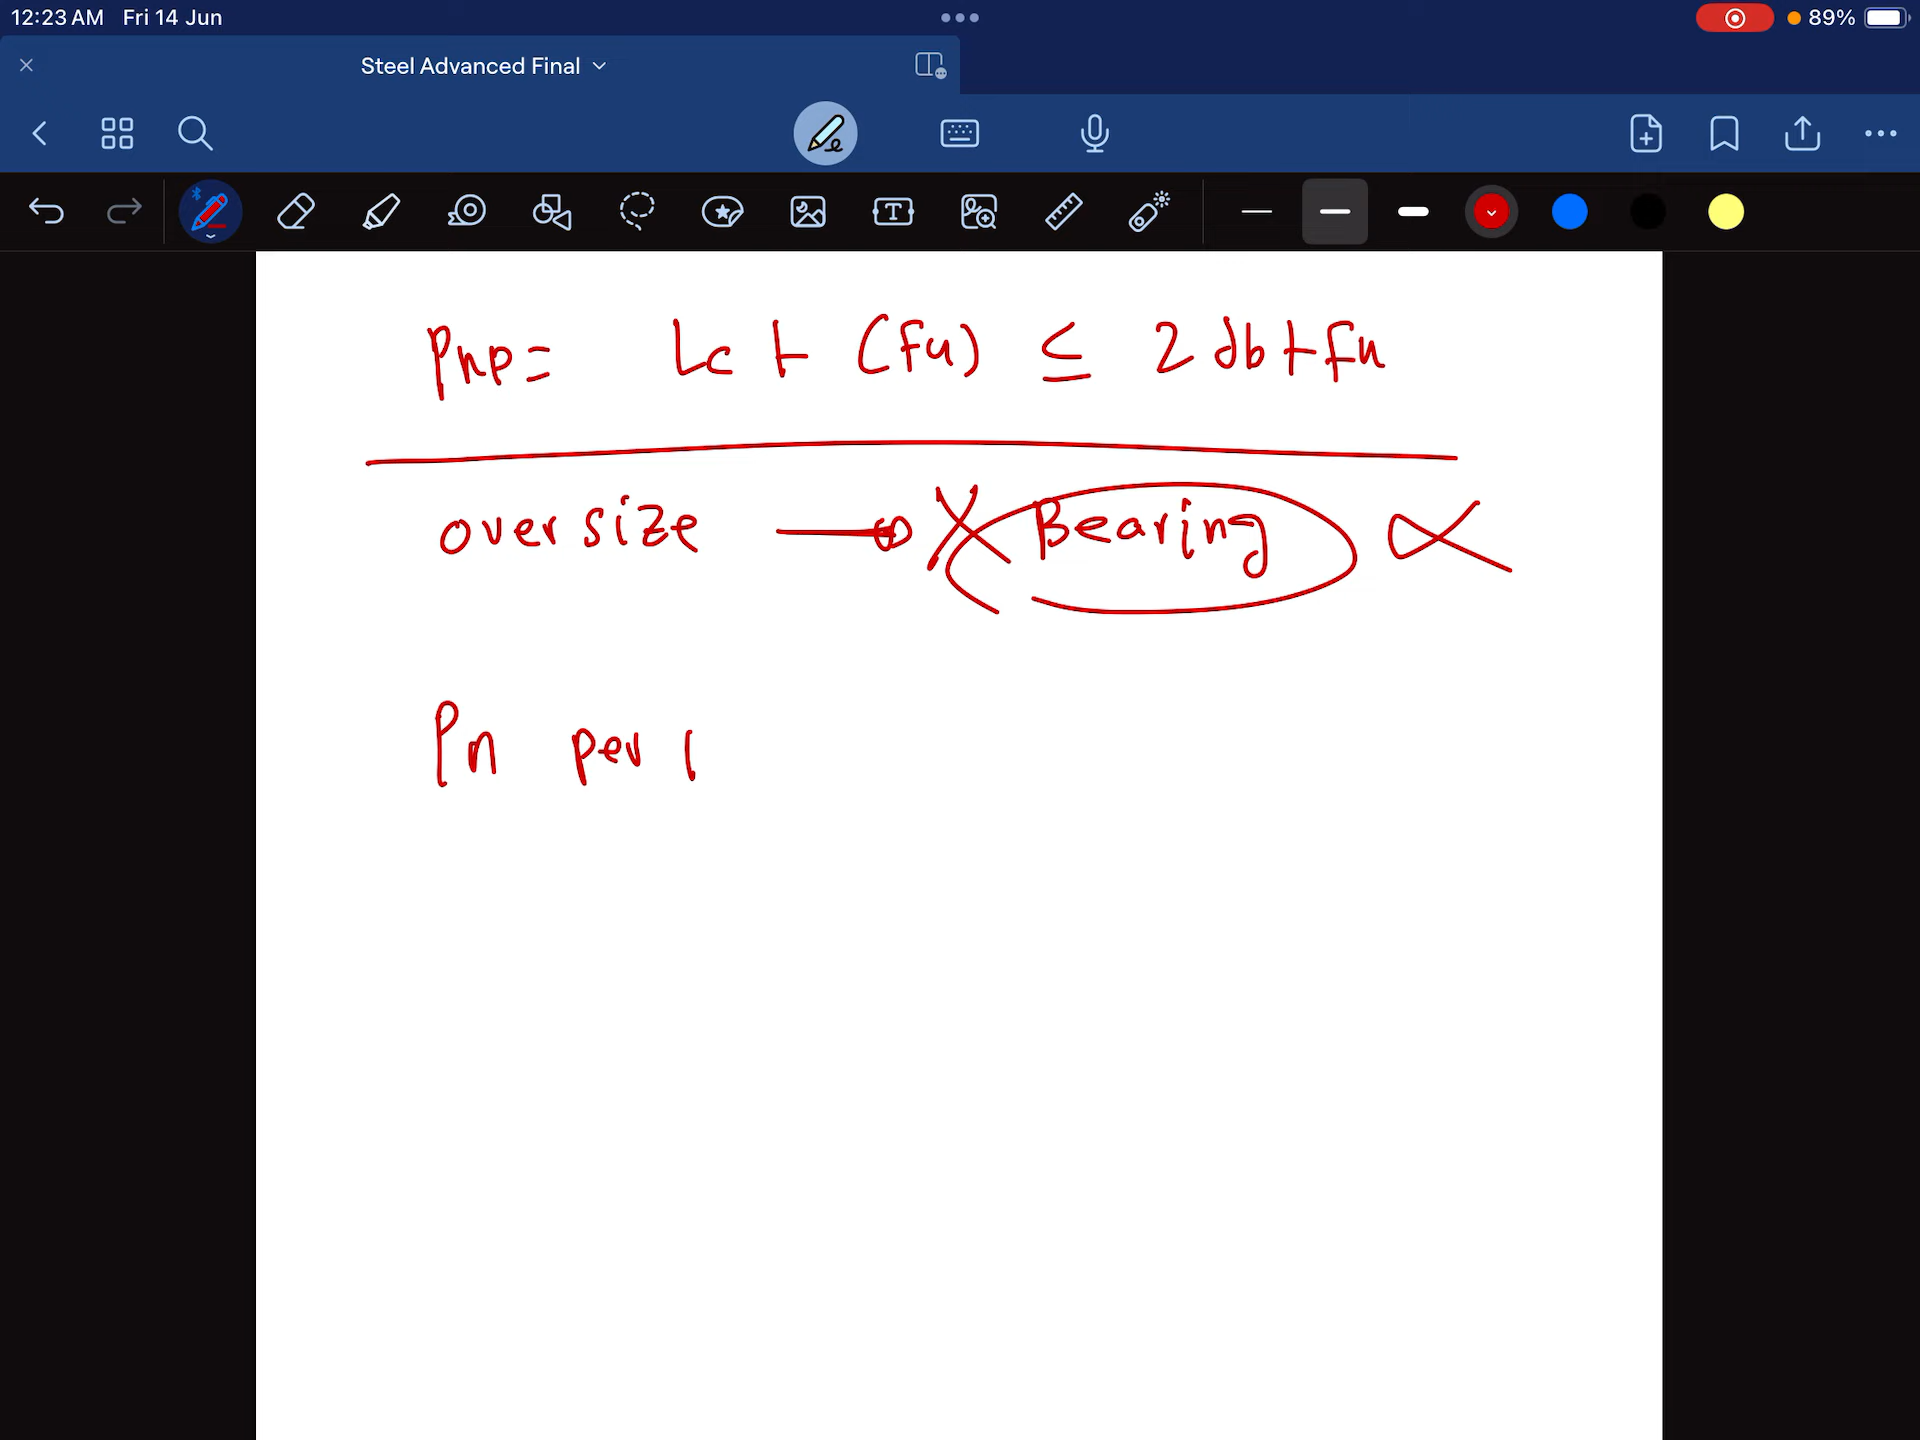 12:23 AM Fri 14 Jun
89%
Steel Advanced Final
Pnp = Lc t (Fu) ≤ 2 db t Fu
over size → X Bearing X
Pn per